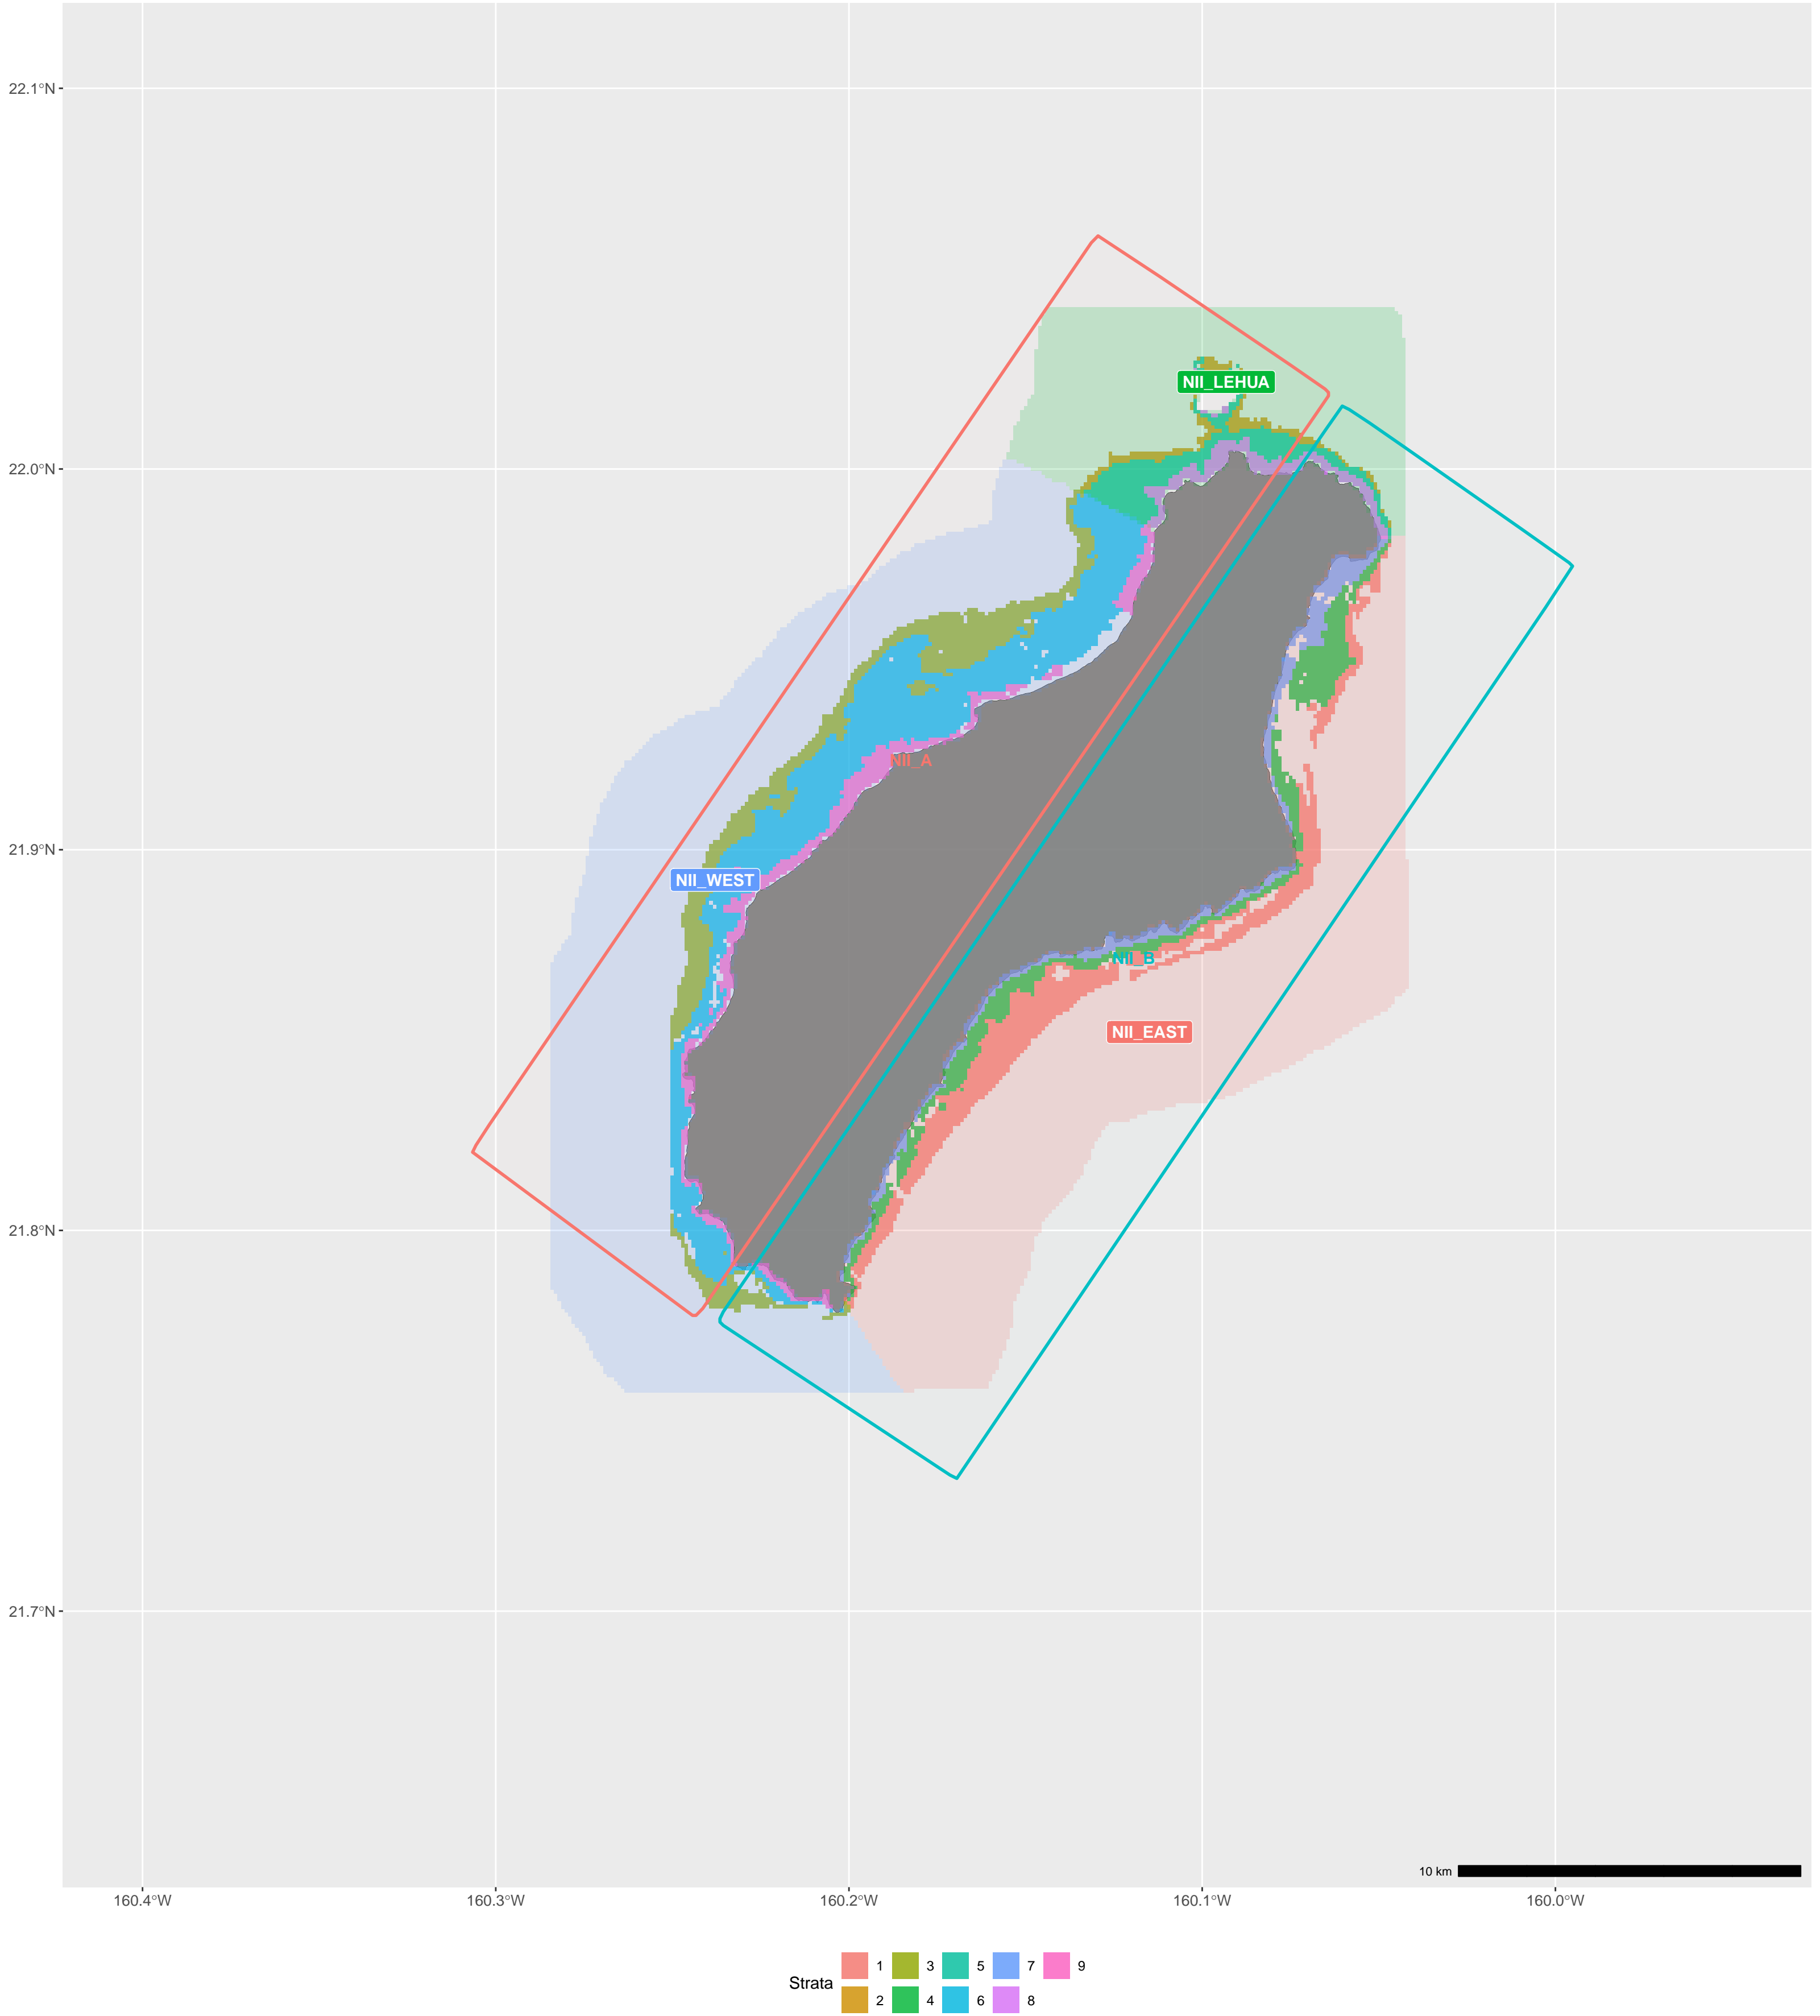 22.1°N
22.0°N
21.9°N
21.8°N
21.7°N
NII_LEHUA
NII_A
NII_WEST
NII_B
NII_EAST
10 km
160.4°W
160.3°W
160.2°W
160.1°W
160.0°W
Strata
1
3
5
7
9
2
4
6
8